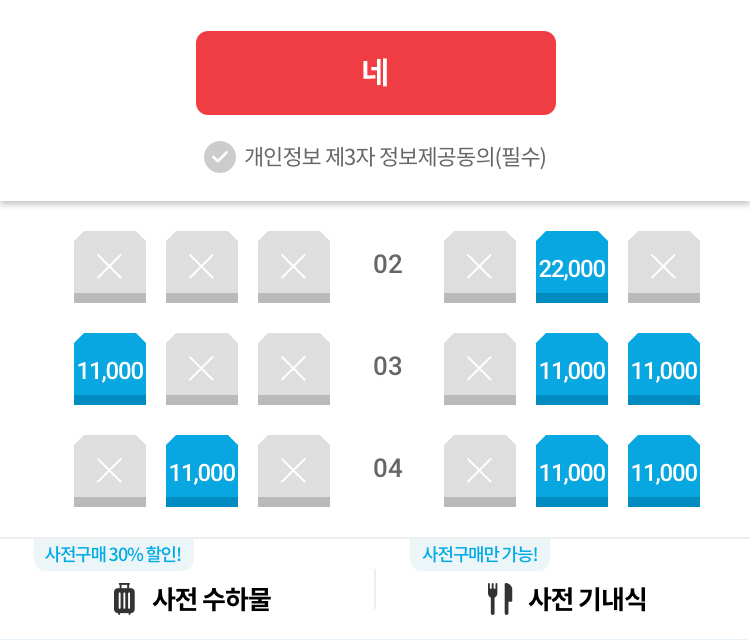 네
개인정보 제3자 정보제공동의(필수)
02 22,000
11,000 03 11,000 11,000
11,000 04 11,000 11,000
사전구매 30% 할인! 사전구매만 가능!
사전 수하물 사전 기내식